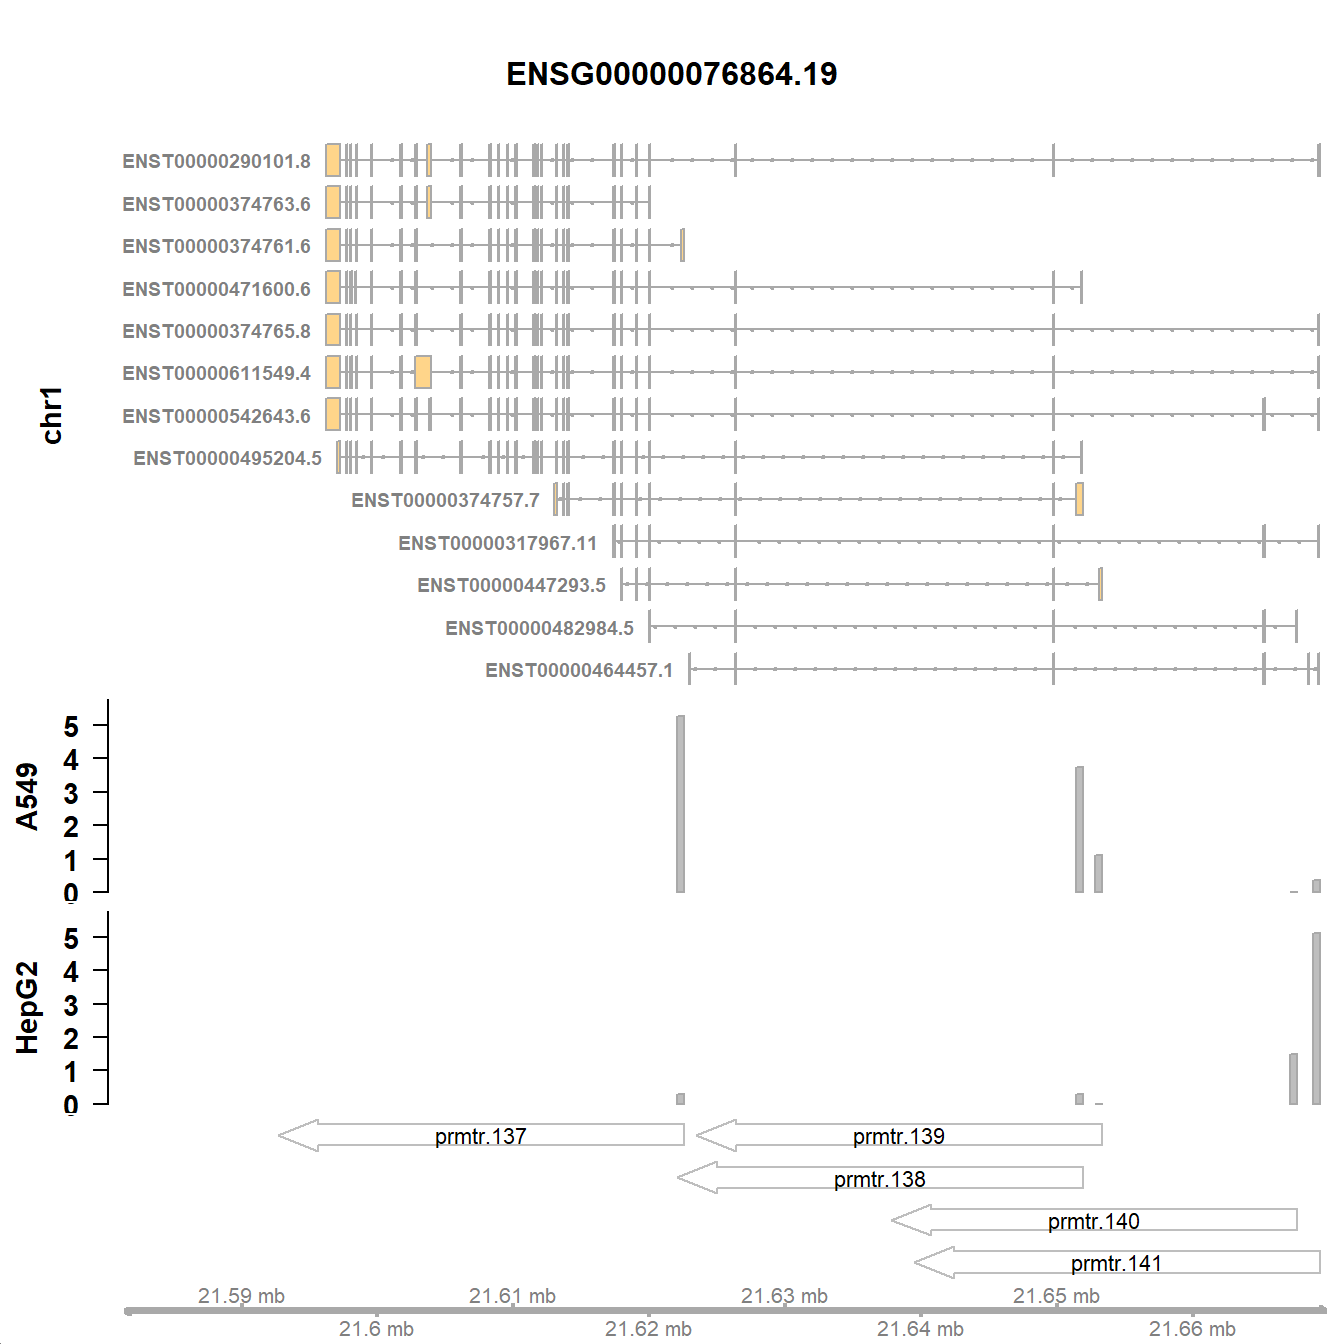 ENSG00000076864.19
chr1
ENST00000290101.8
ENST00000374763.6
ENST00000374761.6
ENST00000471600.6
ENST00000374765.8
ENST00000611549.4
ENST00000542643.6
ENST00000495204.5
ENST00000374757.7
ENST00000317967.11
ENST00000447293.5
ENST00000482984.5
ENST00000464457.1
A549
5
4
3
2
1
0
HepG2
5
4
3
2
1
0
prmtr.137
prmtr.139
prmtr.138
prmtr.140
prmtr.141
21.59 mb
21.61 mb
21.63 mb
21.65 mb
21.6 mb
21.62 mb
21.64 mb
21.66 mb